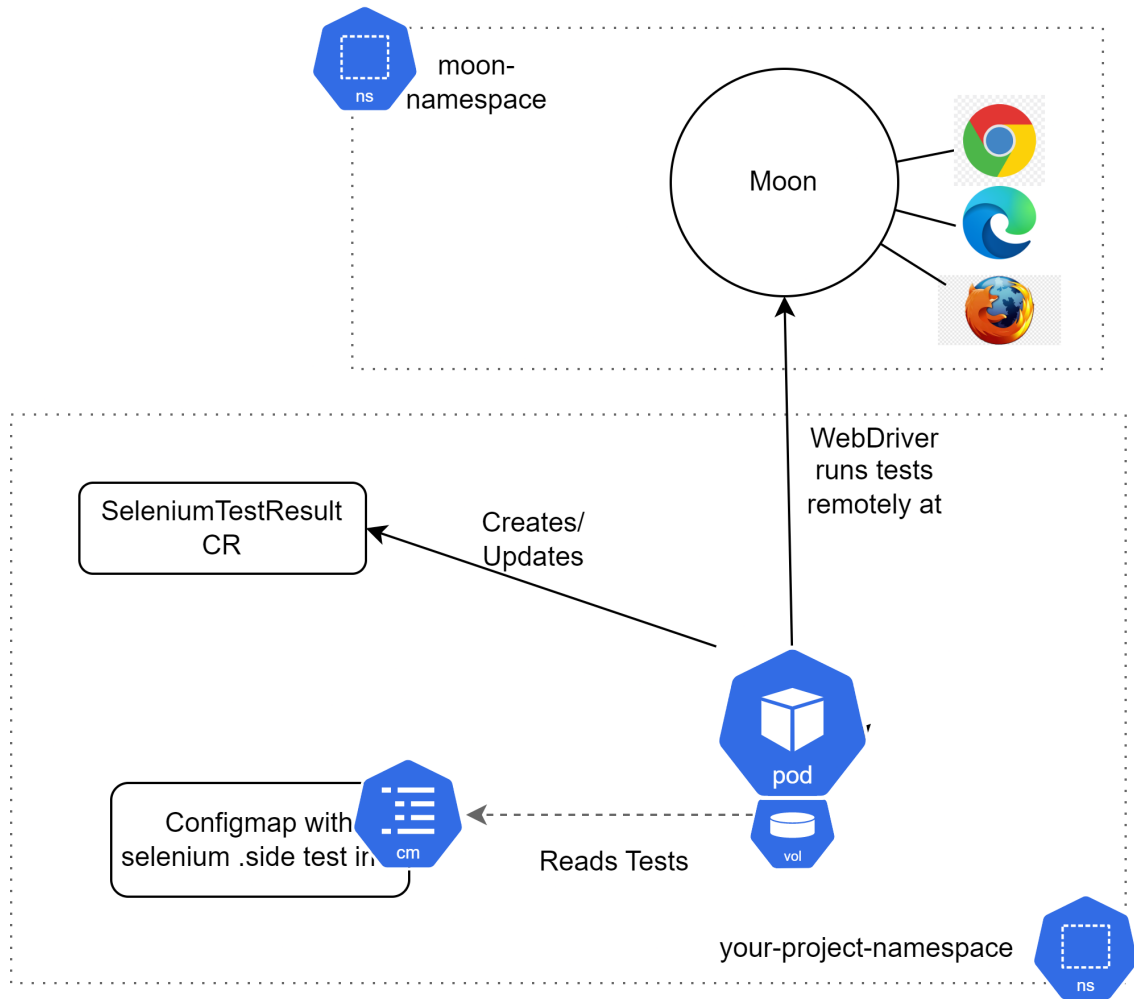 moon-
namespace
ns
Moon
WebDriver
runs tests
remotely at
SeleniumTestResult
CR
Creates/
Updates
pod
Configmap with
selenium .side test in
cm
vol
Reads Tests
your-project-namespace
ns